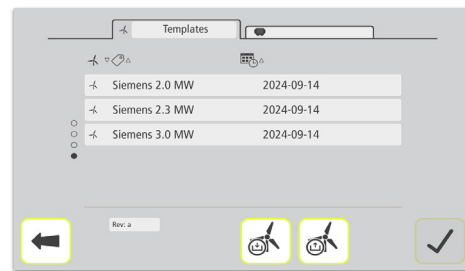 Templates
Siemens 2.0 MW 2024-09-14
Siemens 2.3 MW 2024-09-14
Siemens 3.0 MW 2024-09-14
Rev: a